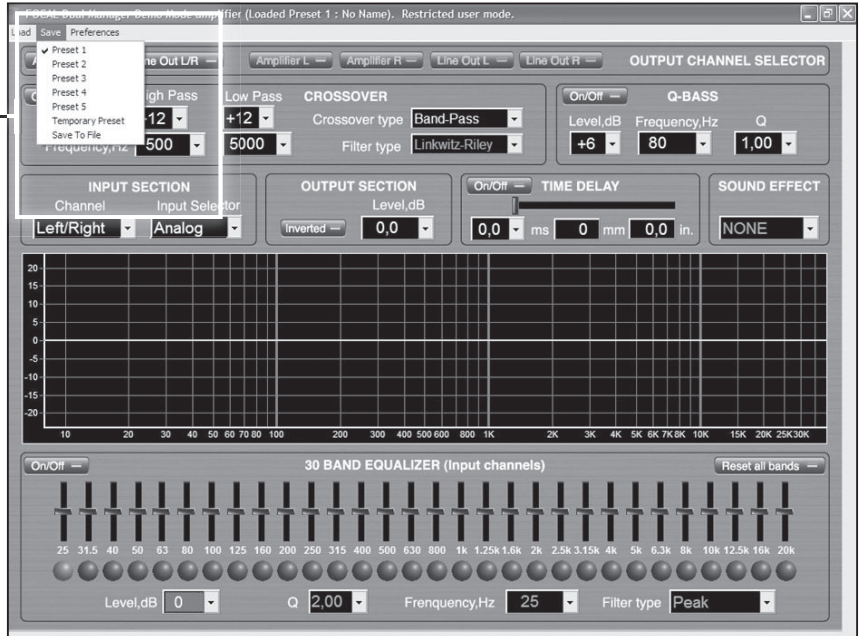 FOCAL Dual Manager Demo Mode amplifier (Loaded Preset 1 : No Name). Restricted user mode.
Load Save Preferences
Preset 1
Preset 2
Preset 3
Preset 4
Preset 5
Temporary Preset
Save To File
Line Out L/R Amplifier L Amplifier R Line Out L Line Out R OUTPUT CHANNEL SELECTOR
High Pass Low Pass CROSSOVER On/Off Q-BASS
+12 +12 Crossover type Band-Pass Level,dB Frequency,Hz Q
Frequency,Hz 500 5000 Filter type Linkwitz-Riley +6 80 1,00
INPUT SECTION OUTPUT SECTION On/Off TIME DELAY SOUND EFFECT
Channel Input Selector Level,dB
Left/Right Analog Inverted 0,0 0,0 ms 0 mm 0,0 in. NONE
20
15
10
5
0
-5
-10
-15
-20
10 20 30 40 50 60 70 80 100 200 300 400 500 600 800 1K 2K 3K 4K 5K 6K 7K 8K 10K 15K 20K 25K 30K
On/Off 30 BAND EQUALIZER (Input channels) Reset all bands
25 31.5 40 50 63 80 100 125 160 200 250 315 400 500 630 800 1k 1.25k 1.6k 2k 2.5k 3.15k 4k 5k 6.3k 8k 10k 12.5k 16k 20k
Level,dB 0 Q 2,00 Frenquency,Hz 25 Filter type Peak